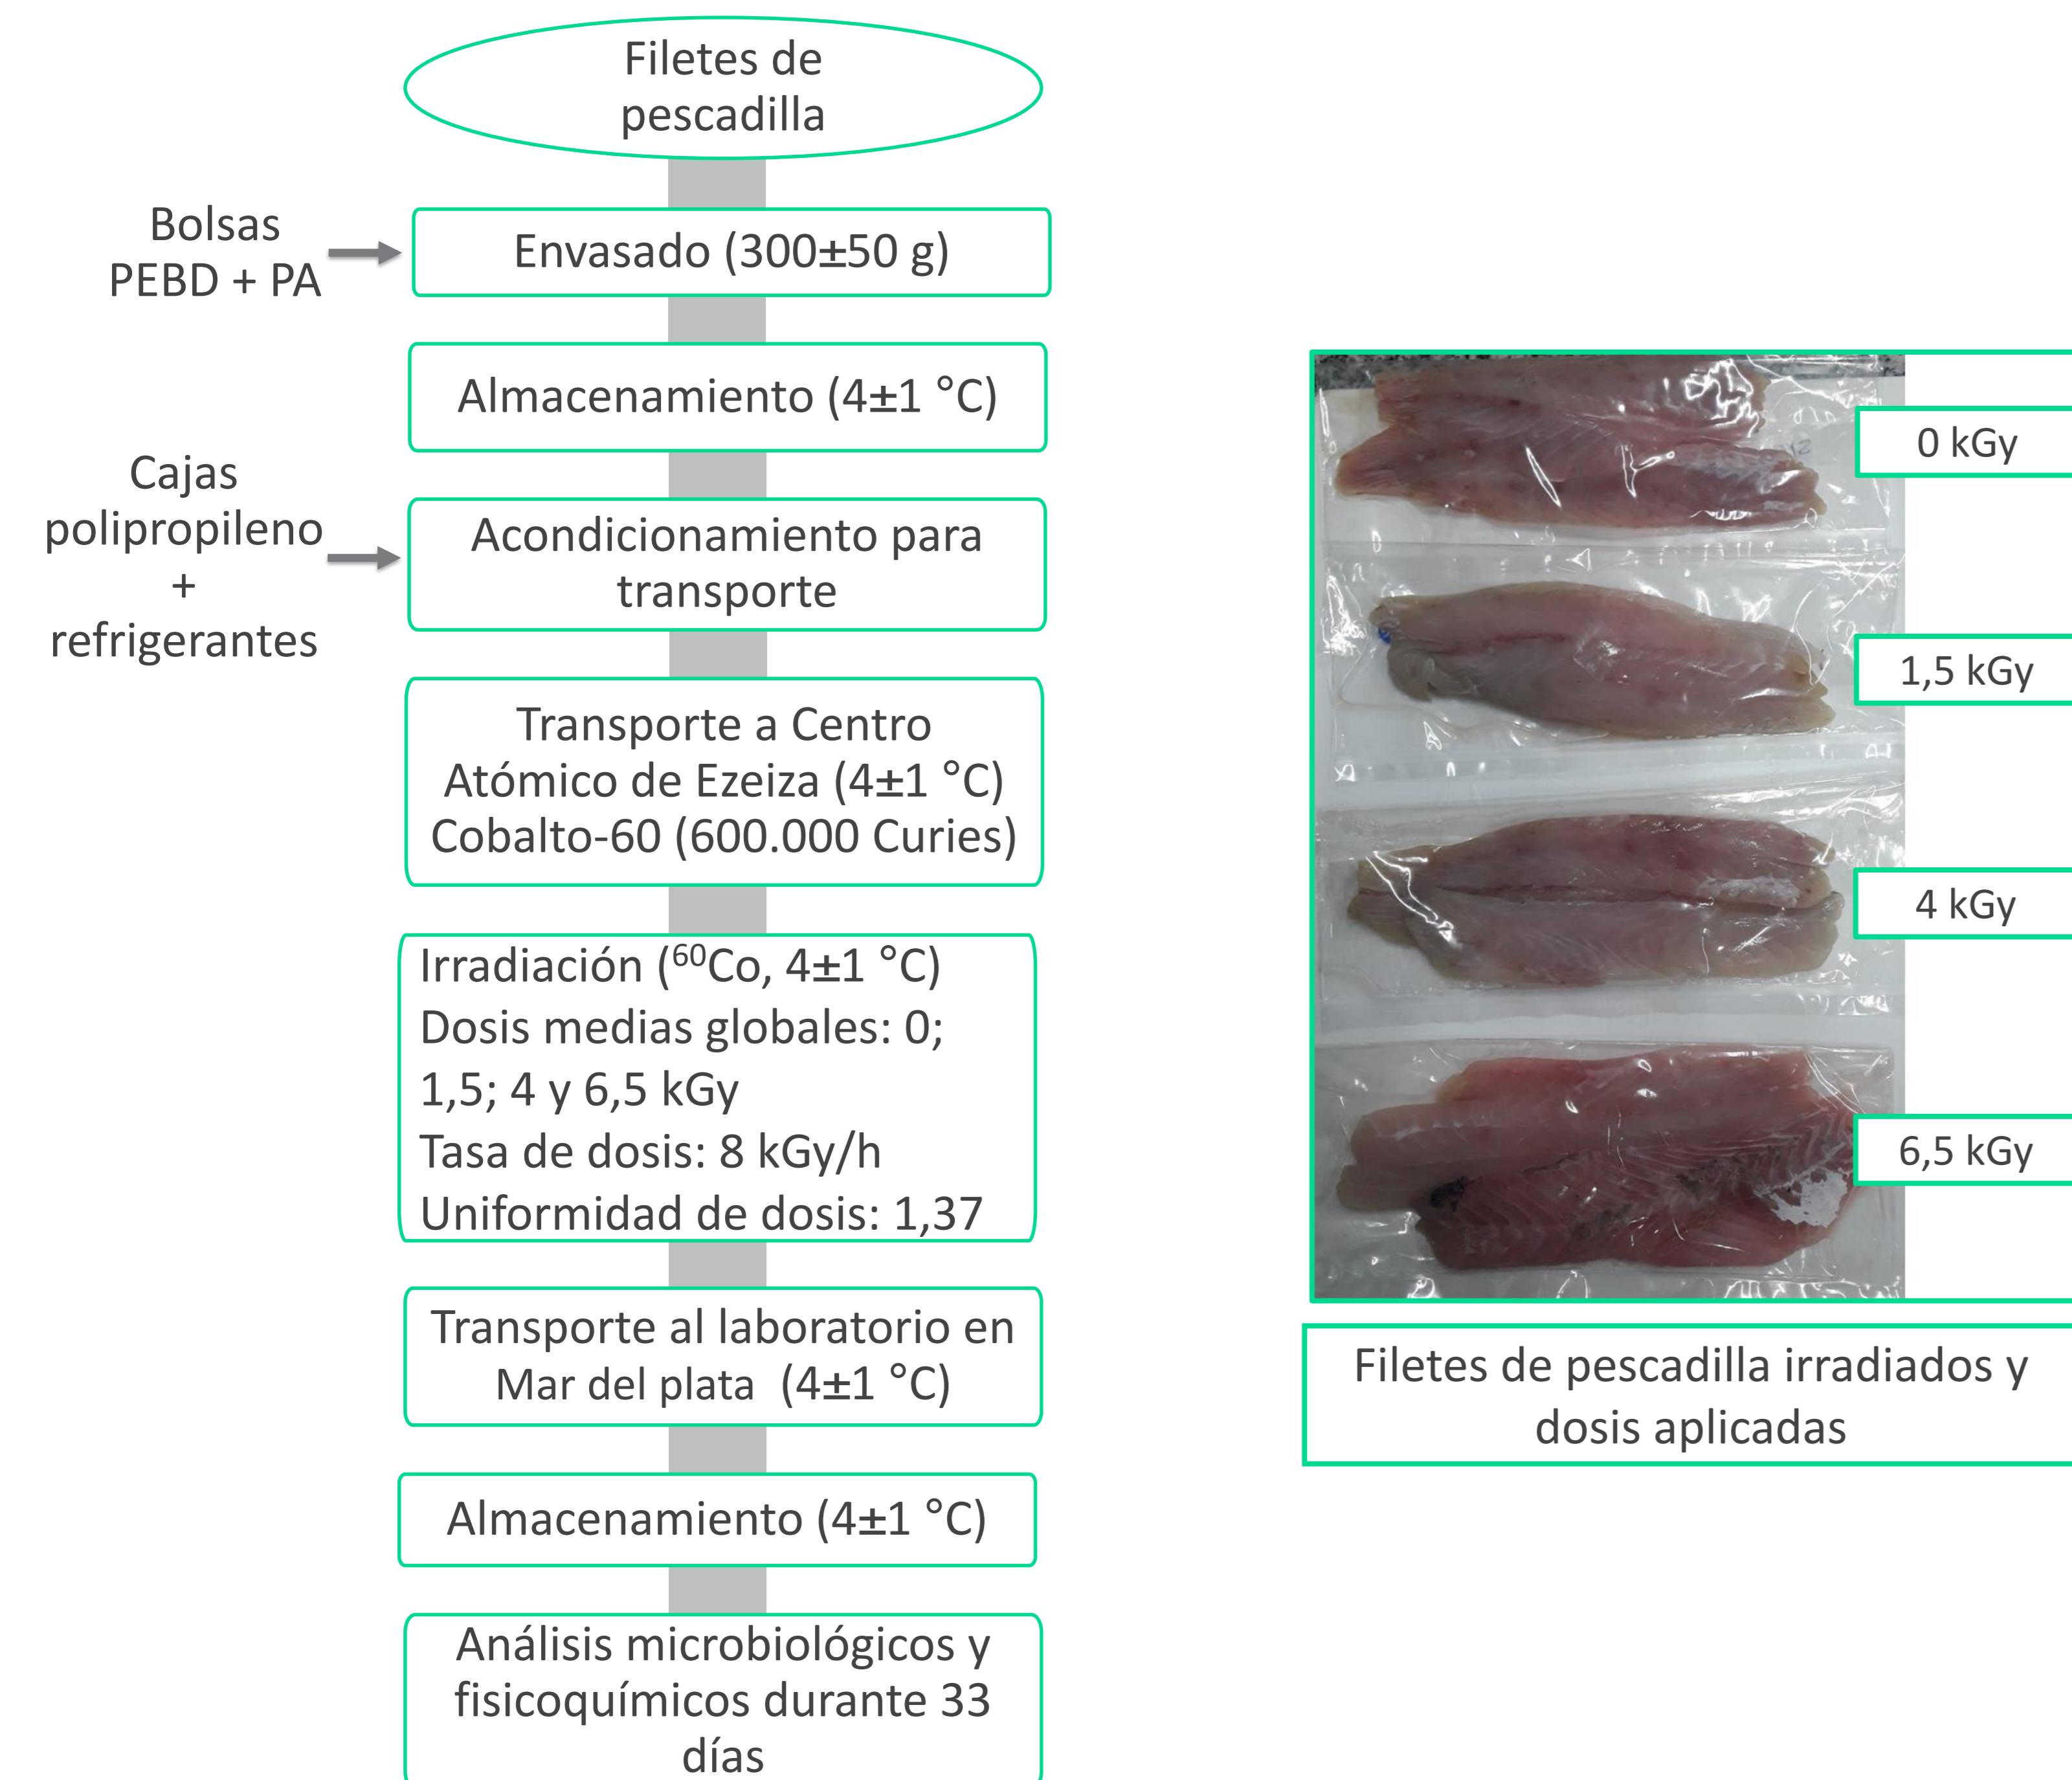 Filetes de
pescadilla
Bolsas
PEBD + PA
Envasado (300±50 g)
Almacenamiento (4±1 °C)
Cajas
polipropileno
+
refrigerantes
Acondicionamiento para
transporte
Transporte a Centro
Atómico de Ezeiza (4±1 °C)
Cobalto-60 (600.000 Curies)
Irradiación (⁶⁰Co, 4±1 °C)
Dosis medias globales: 0;
1,5; 4 y 6,5 kGy
Tasa de dosis: 8 kGy/h
Uniformidad de dosis: 1,37
Transporte al laboratorio en
Mar del plata (4±1 °C)
Almacenamiento (4±1 °C)
Análisis microbiológicos y
fisicoquímicos durante 33
días
0 kGy
1,5 kGy
4 kGy
6,5 kGy
Filetes de pescadilla irradiados y
dosis aplicadas